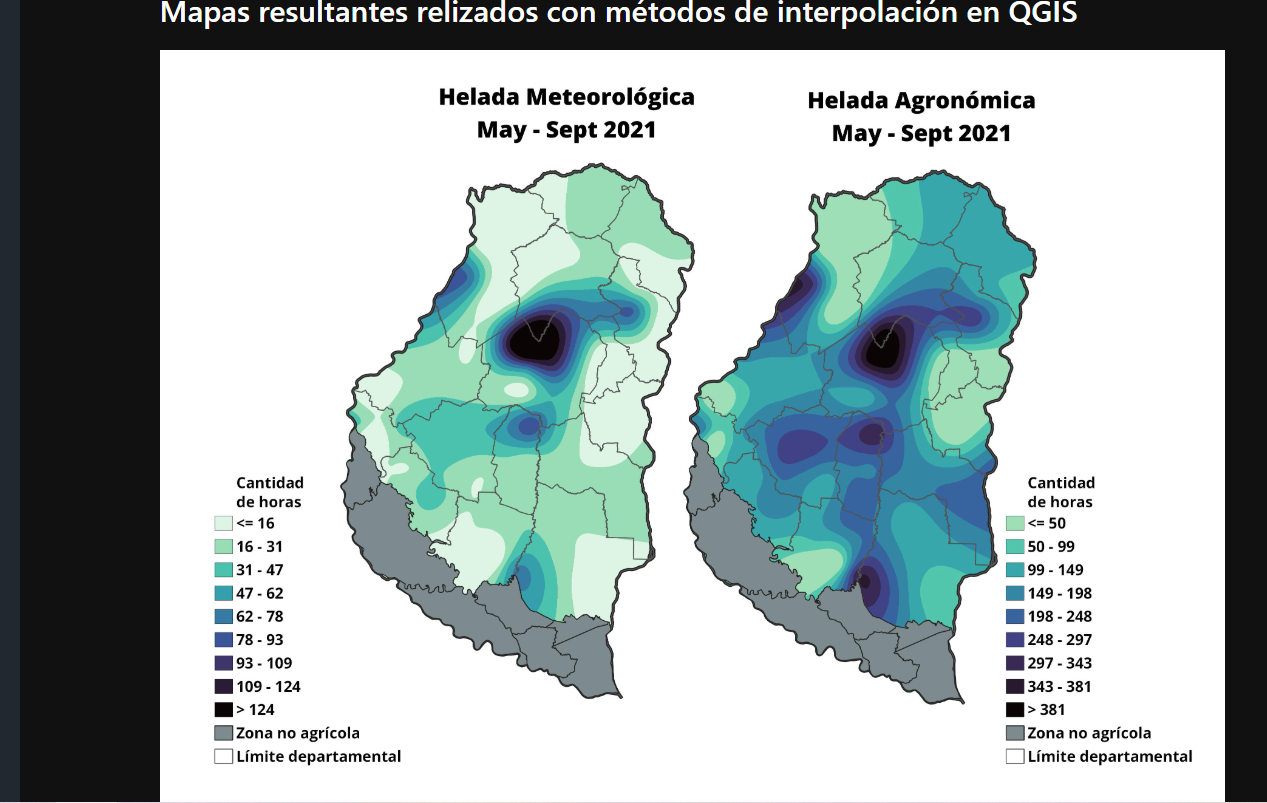 Mapas resultantes relizados con métodos de interpolación en QGIS
Helada Meteorológica
May - Sept 2021
Helada Agronómica
May - Sept 2021
Cantidad
de horas
<= 16
16 - 31
31 - 47
47 - 62
62 - 78
78 - 93
93 - 109
109 - 124
> 124
Zona no agrícola
Límite departamental
Cantidad
de horas
<= 50
50 - 99
99 - 149
149 - 198
198 - 248
248 - 297
297 - 343
343 - 381
> 381
Zona no agrícola
Límite departamental